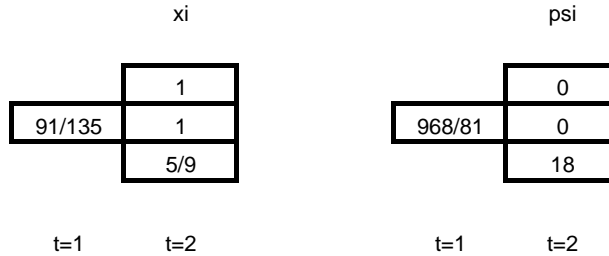 xi psi
1 0
91/135 1 968/81 0
5/9 18
t=1 t=2 t=1 t=2